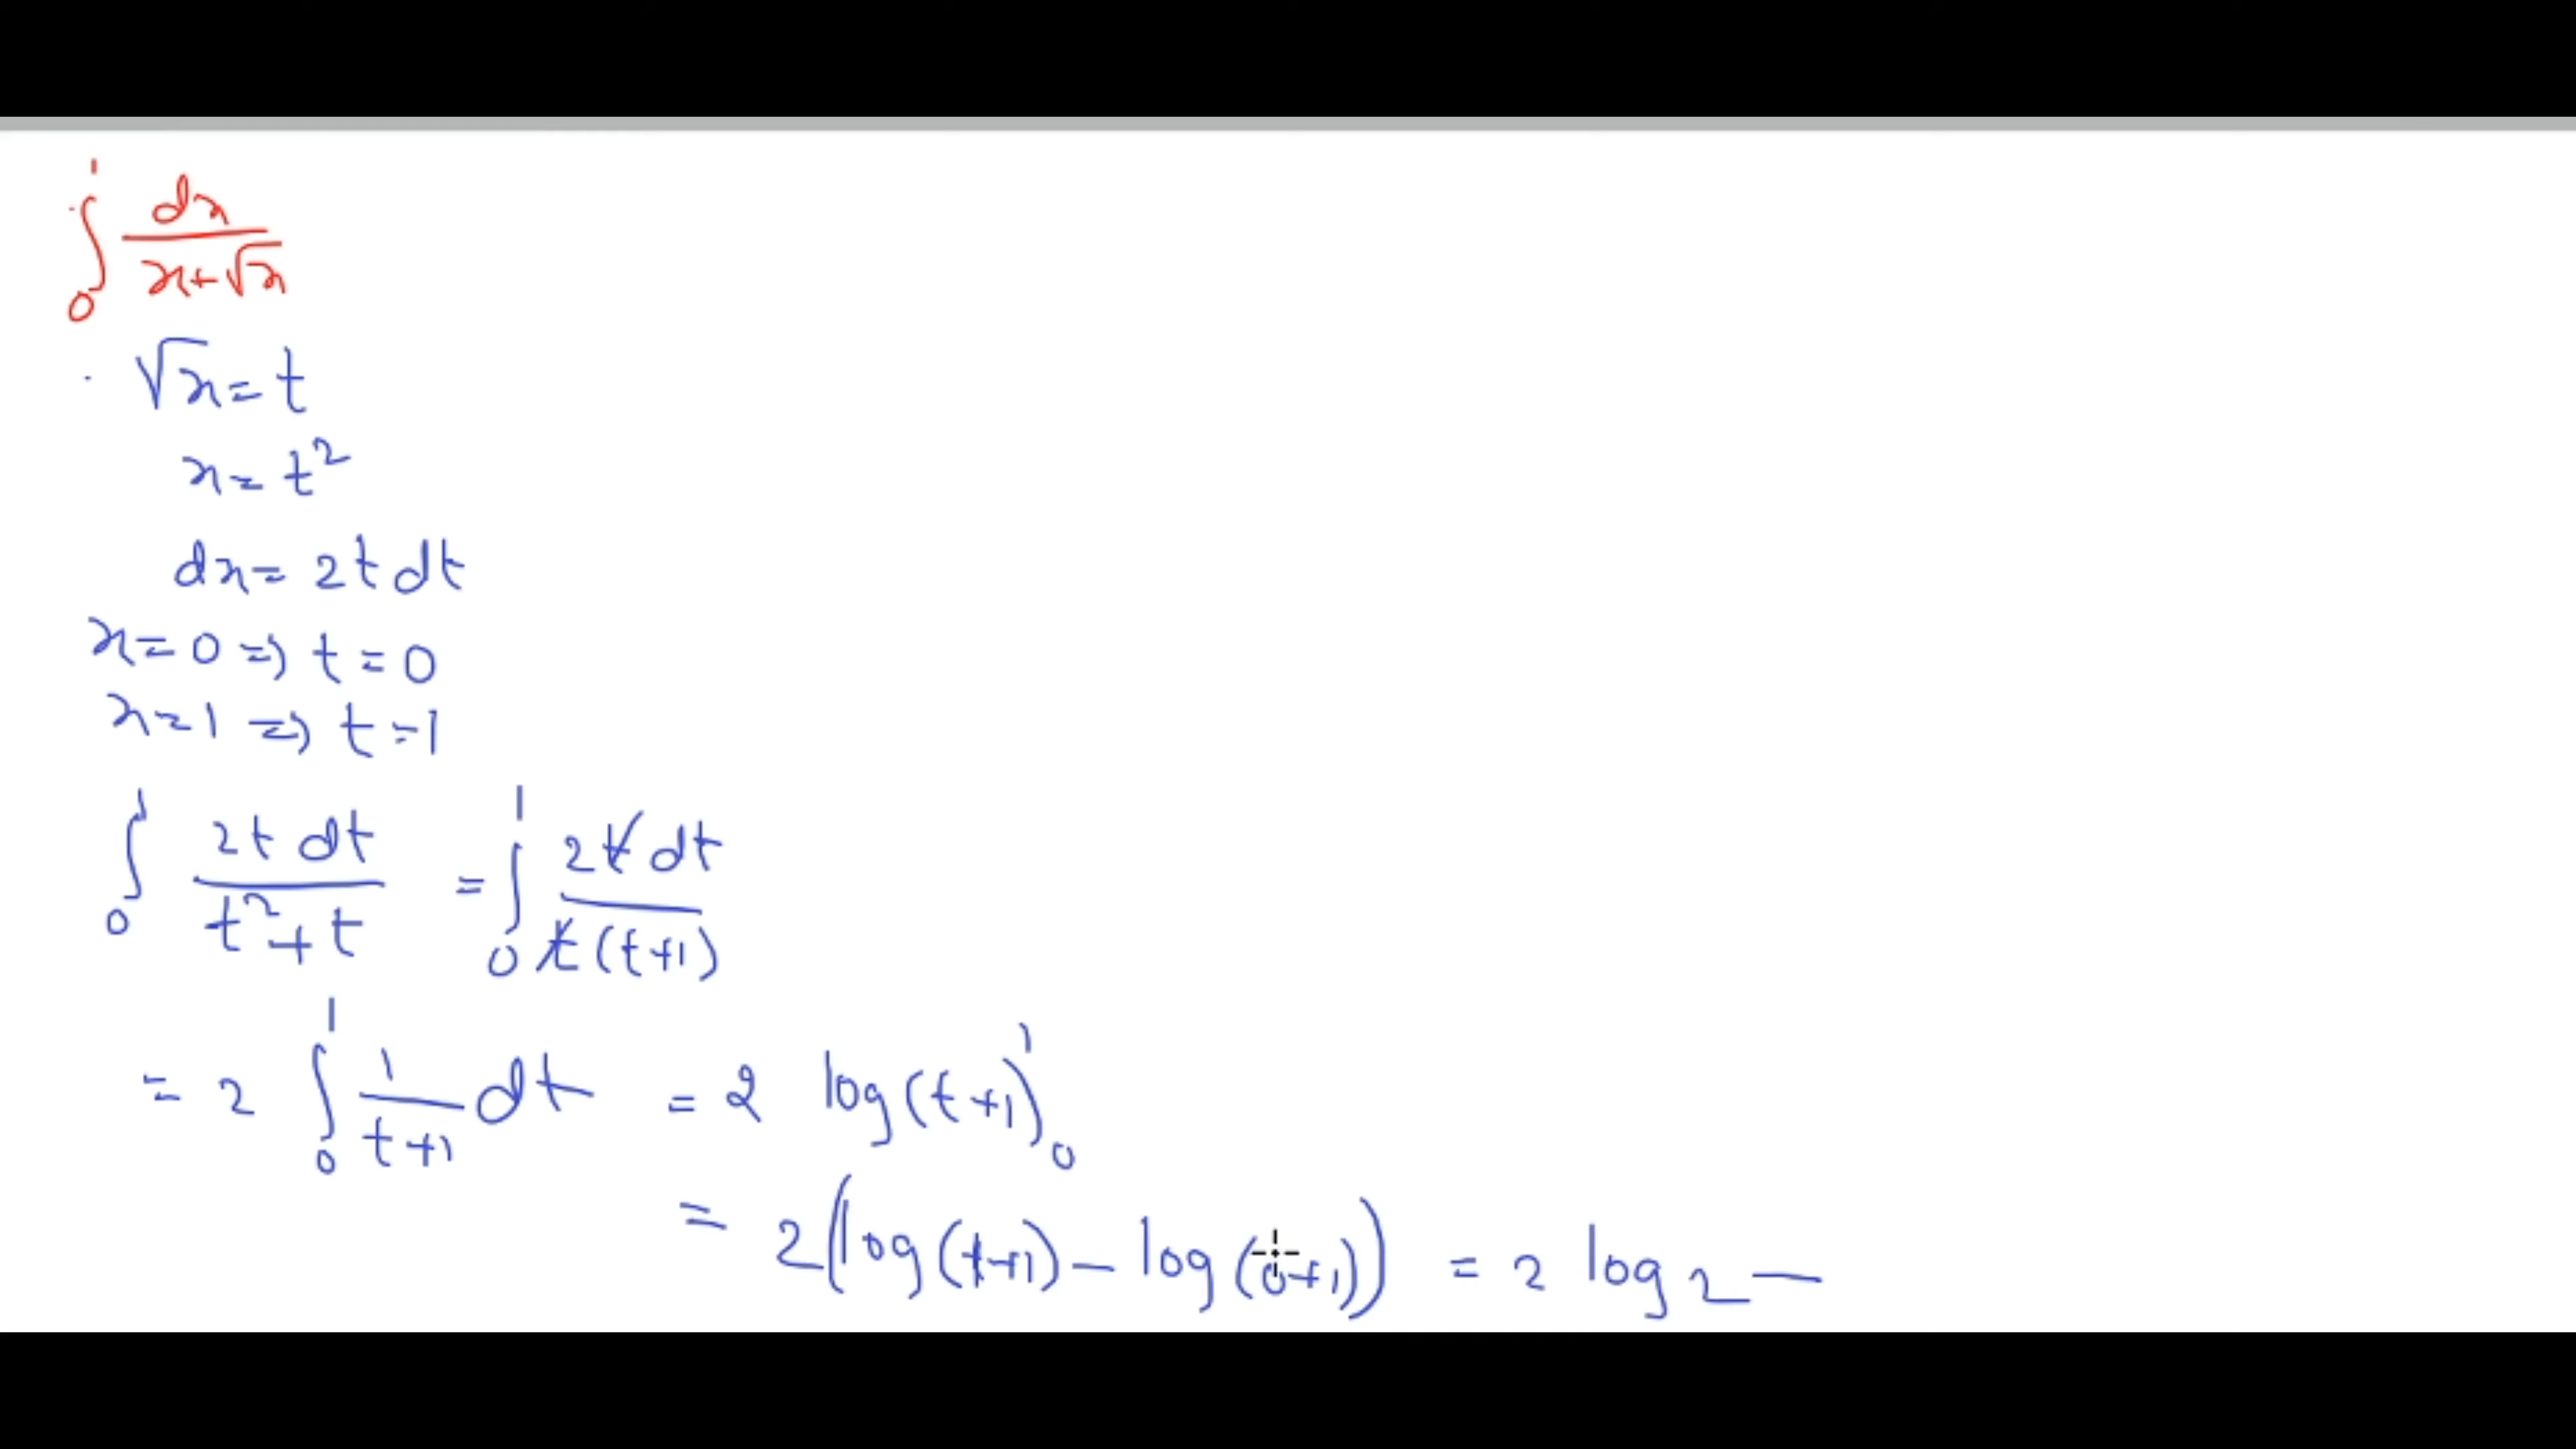 ∫₀¹ dx/(x+√x)
√x = t
x = t²
dx = 2t dt
x = 0 ⇒ t = 0
x = 1 ⇒ t = 1
∫₀¹ 2t dt/(t²+t) = ∫₀¹ 2t dt/(t(t+1))
= 2 ∫₀¹ 1/(t+1) dt = 2 log(t+1)₀¹
= 2(log(1+1) – log(0+1)) = 2 log 2 —